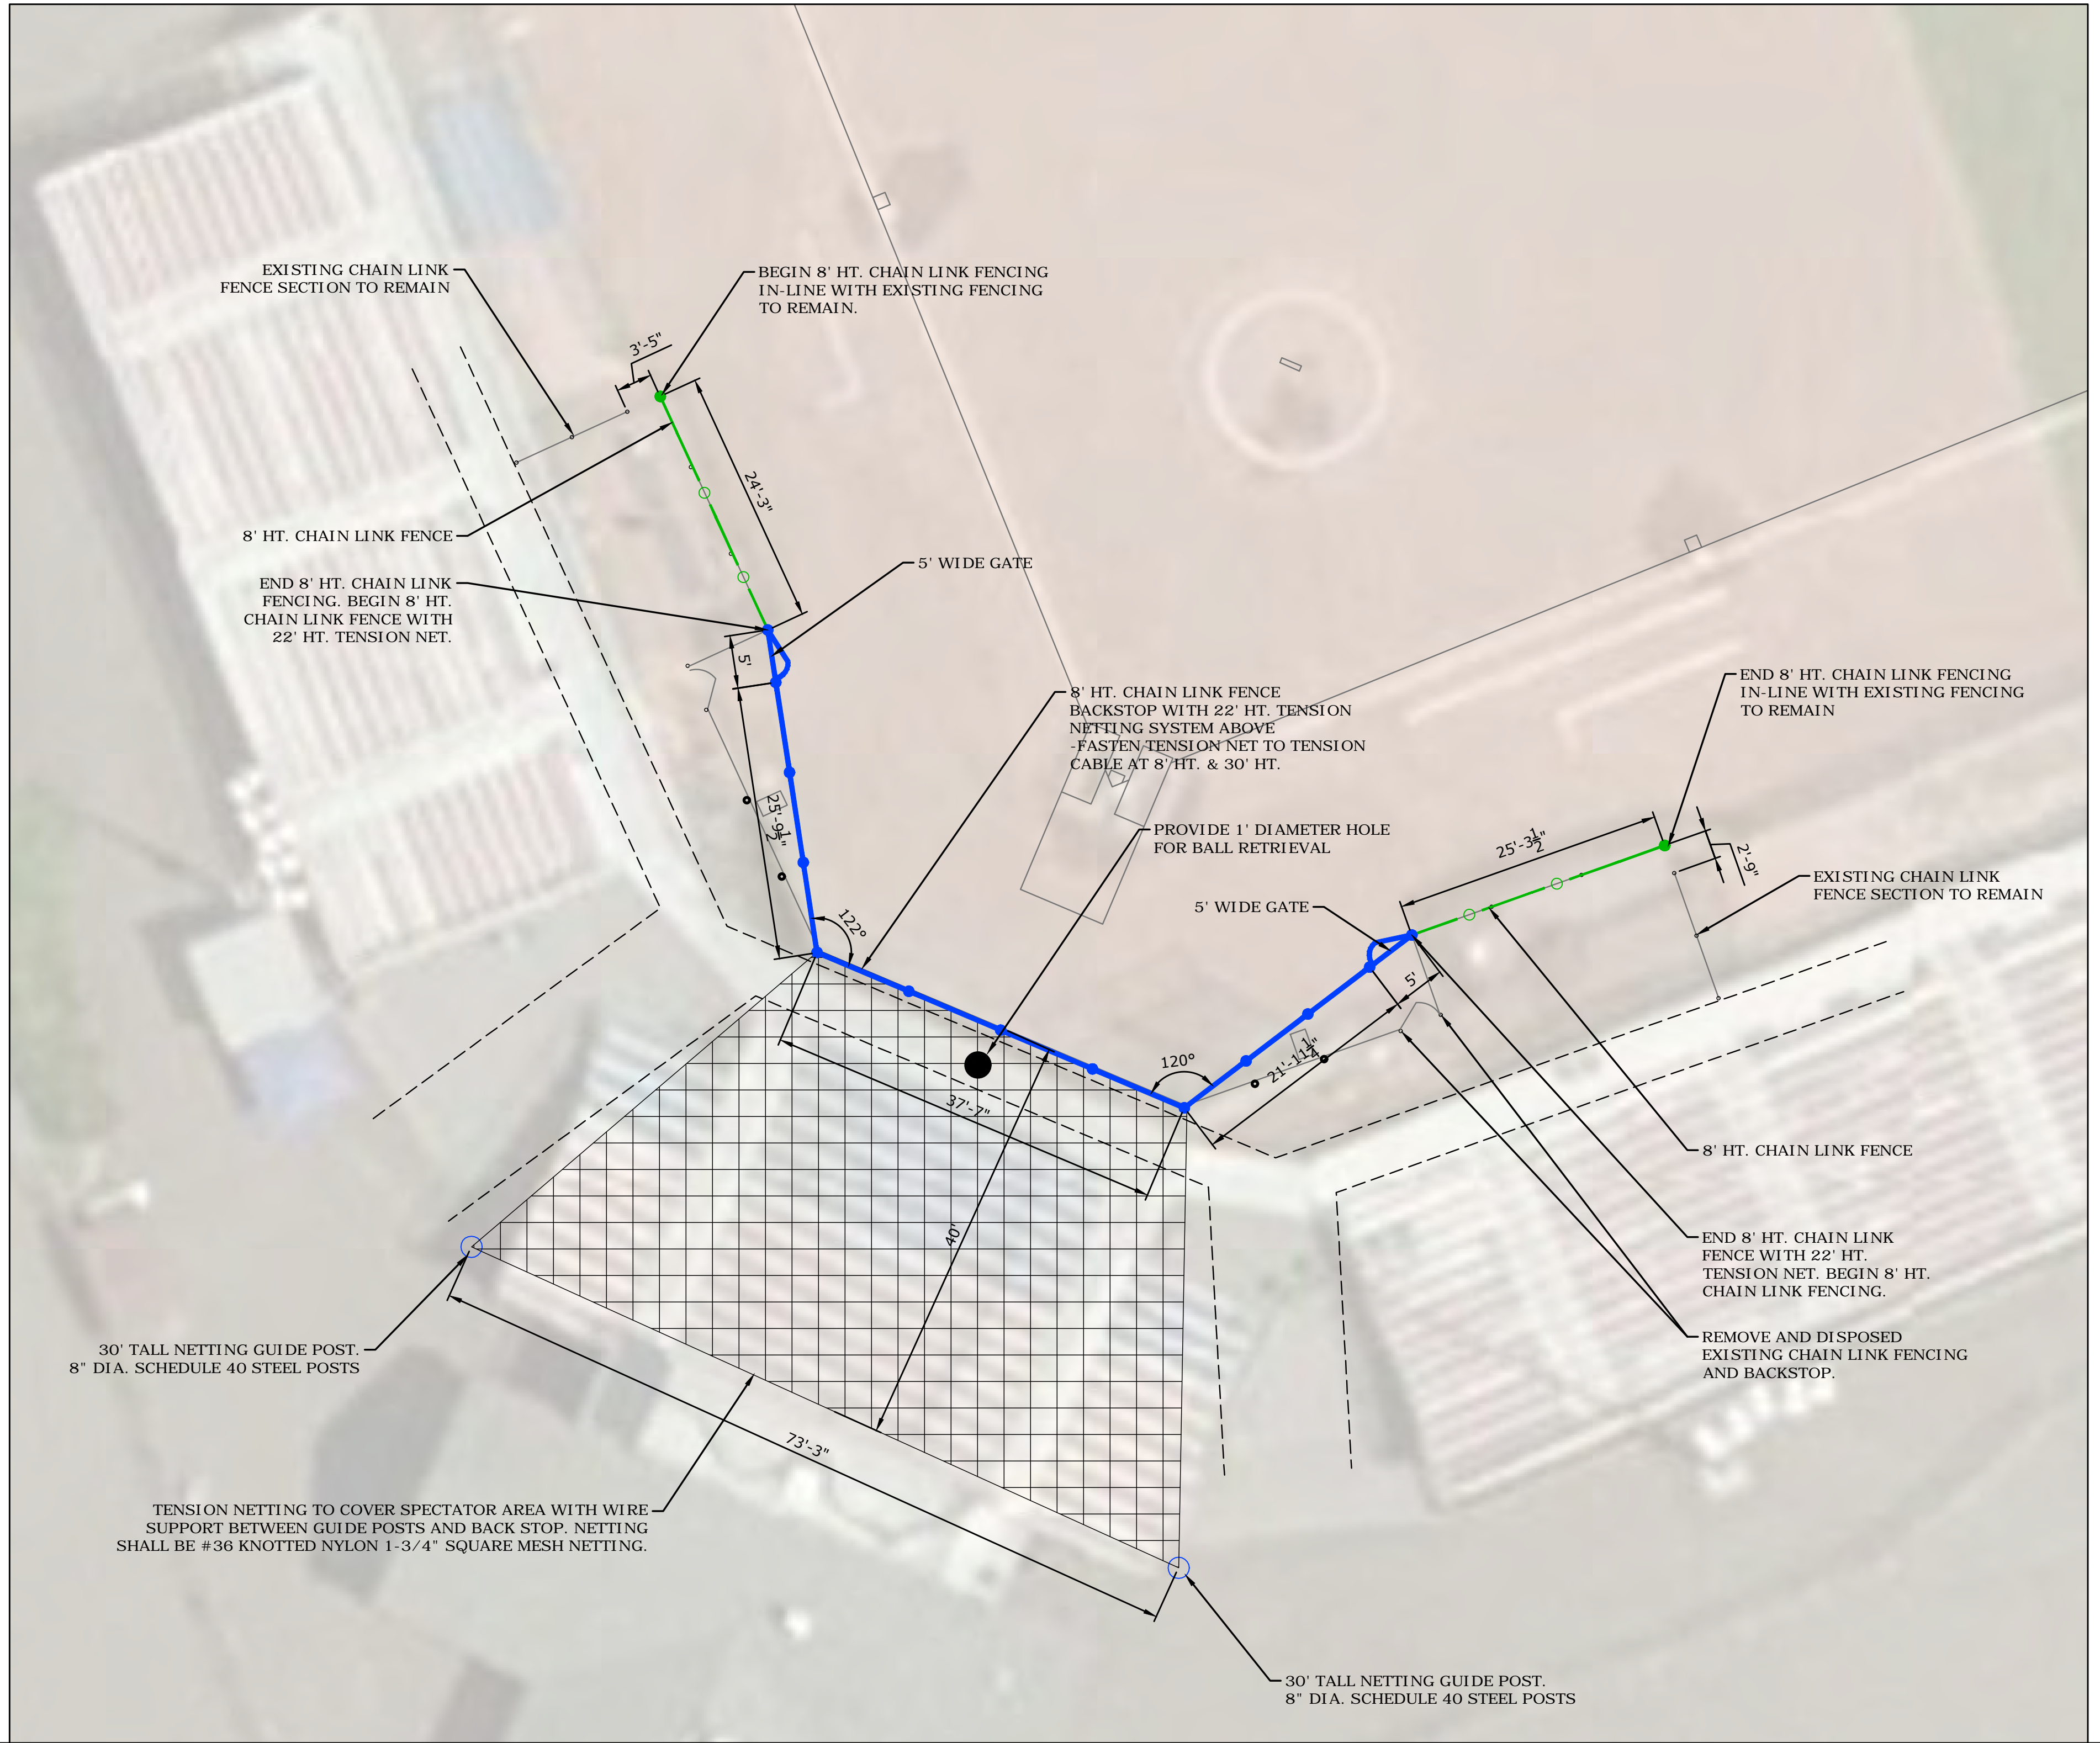 EXISTING CHAIN LINK
FENCE SECTION TO REMAIN
BEGIN 8' HT. CHAIN LINK FENCING
IN-LINE WITH EXISTING FENCING
TO REMAIN.
3'-5"
24'-3"
8' HT. CHAIN LINK FENCE
5' WIDE GATE
END 8' HT. CHAIN LINK
FENCING. BEGIN 8' HT.
CHAIN LINK FENCE WITH
22' HT. TENSION NET.
5'
8' HT. CHAIN LINK FENCE
BACKSTOP WITH 22' HT. TENSION
NETTING SYSTEM ABOVE
-FASTEN TENSION NET TO TENSION
CABLE AT 8' HT. & 30' HT.
END 8' HT. CHAIN LINK FENCING
IN-LINE WITH EXISTING FENCING
TO REMAIN
25'-9 1/2"
PROVIDE 1' DIAMETER HOLE
FOR BALL RETRIEVAL
25'-3 1/2"
2'-9"
EXISTING CHAIN LINK
FENCE SECTION TO REMAIN
5' WIDE GATE
122°
5'
120°
21'-11 1/4"
37'-7"
8' HT. CHAIN LINK FENCE
40'
END 8' HT. CHAIN LINK
FENCE WITH 22' HT.
TENSION NET. BEGIN 8' HT.
CHAIN LINK FENCING.
REMOVE AND DISPOSED
EXISTING CHAIN LINK FENCING
AND BACKSTOP.
30' TALL NETTING GUIDE POST.
8" DIA. SCHEDULE 40 STEEL POSTS
73'-3"
TENSION NETTING TO COVER SPECTATOR AREA WITH WIRE
SUPPORT BETWEEN GUIDE POSTS AND BACK STOP. NETTING
SHALL BE #36 KNOTTED NYLON 1-3/4" SQUARE MESH NETTING.
30' TALL NETTING GUIDE POST.
8" DIA. SCHEDULE 40 STEEL POSTS